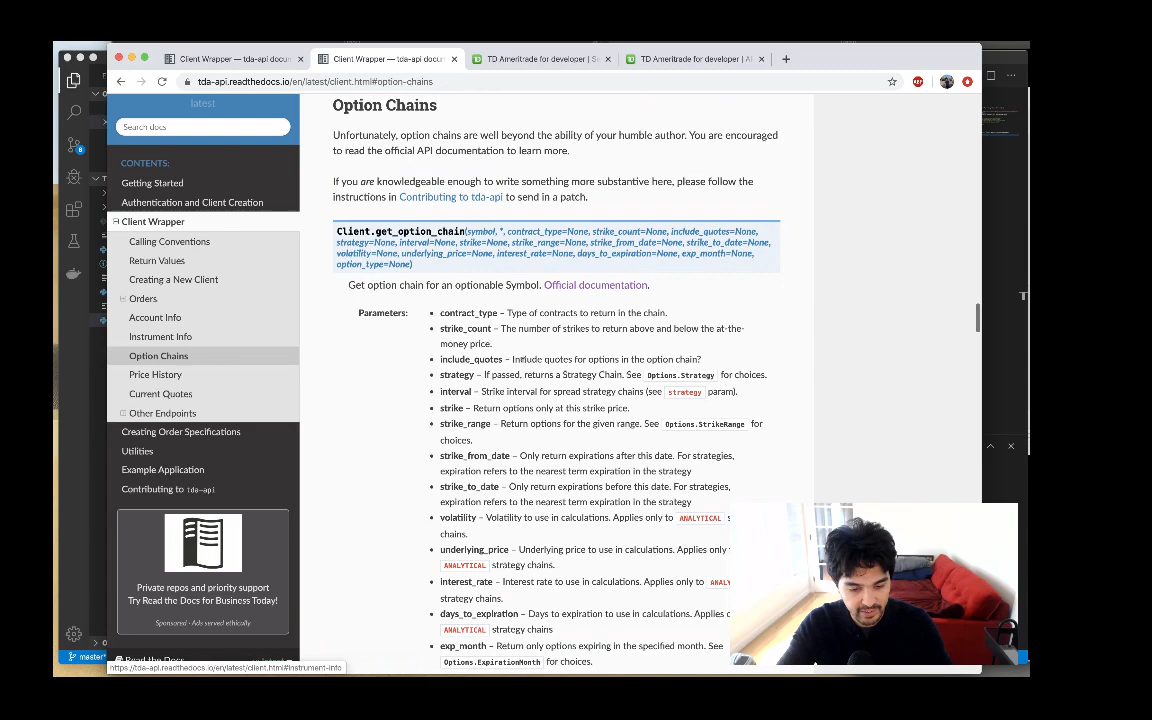 Client Wrapper — tda-api docun
Client Wrapper — tda-api docun
TD Ameritrade for developer | S
TD Ameritrade for developer | A
tda-api.readthedocs.io/en/latest/client.html#option-chains
latest
Search docs
CONTENTS:
Getting Started
Authentication and Client Creation
Client Wrapper
Calling Conventions
Return Values
Creating a New Client
Orders
Account Info
Instrument Info
Option Chains
Price History
Current Quotes
Other Endpoints
Creating Order Specifications
Utilities
Example Application
Contributing to tda-api
Private repos and priority support
Try Read the Docs for Business Today!
Sponsored · Ads served ethically
Read the Docs
https://tda-api.readthedocs.io/en/latest/client.html#instrument-info
master*
Option Chains
Unfortunately, option chains are well beyond the ability of your humble author. You are encouraged
to read the official API documentation to learn more.
If you are knowledgeable enough to write something more substantive here, please follow the
instructions in Contributing to tda-api to send in a patch.
Client.get_option_chain(symbol, *, contract_type=None, strike_count=None, include_quotes=None,
strategy=None, interval=None, strike=None, strike_range=None, strike_from_date=None, strike_to_date=None,
volatility=None, underlying_price=None, interest_rate=None, days_to_expiration=None, exp_month=None,
option_type=None)
Get option chain for an optionable Symbol. Official documentation.
Parameters:
• contract_type – Type of contracts to return in the chain.
• strike_count – The number of strikes to return above and below the at-the-
money price.
• include_quotes – Include quotes for options in the option chain?
• strategy – If passed, returns a Strategy Chain. See Options.Strategy for choices.
• interval – Strike interval for spread strategy chains (see strategy param).
• strike – Return options only at this strike price.
• strike_range – Return options for the given range. See Options.StrikeRange for
choices.
• strike_from_date – Only return expirations after this date. For strategies,
expiration refers to the nearest term expiration in the strategy
• strike_to_date – Only return expirations before this date. For strategies,
expiration refers to the nearest term expiration in the strategy
• volatility – Volatility to use in calculations. Applies only to ANALYTICAL s
chains.
• underlying_price – Underlying price to use in calculations. Applies only
ANALYTICAL strategy chains.
• interest_rate – Interest rate to use in calculations. Applies only to ANALY
strategy chains.
• days_to_expiration – Days to expiration to use in calculations. Applies
ANALYTICAL strategy chains
• exp_month – Return only options expiring in the specified month. See
Options.ExpirationMonth for choices.